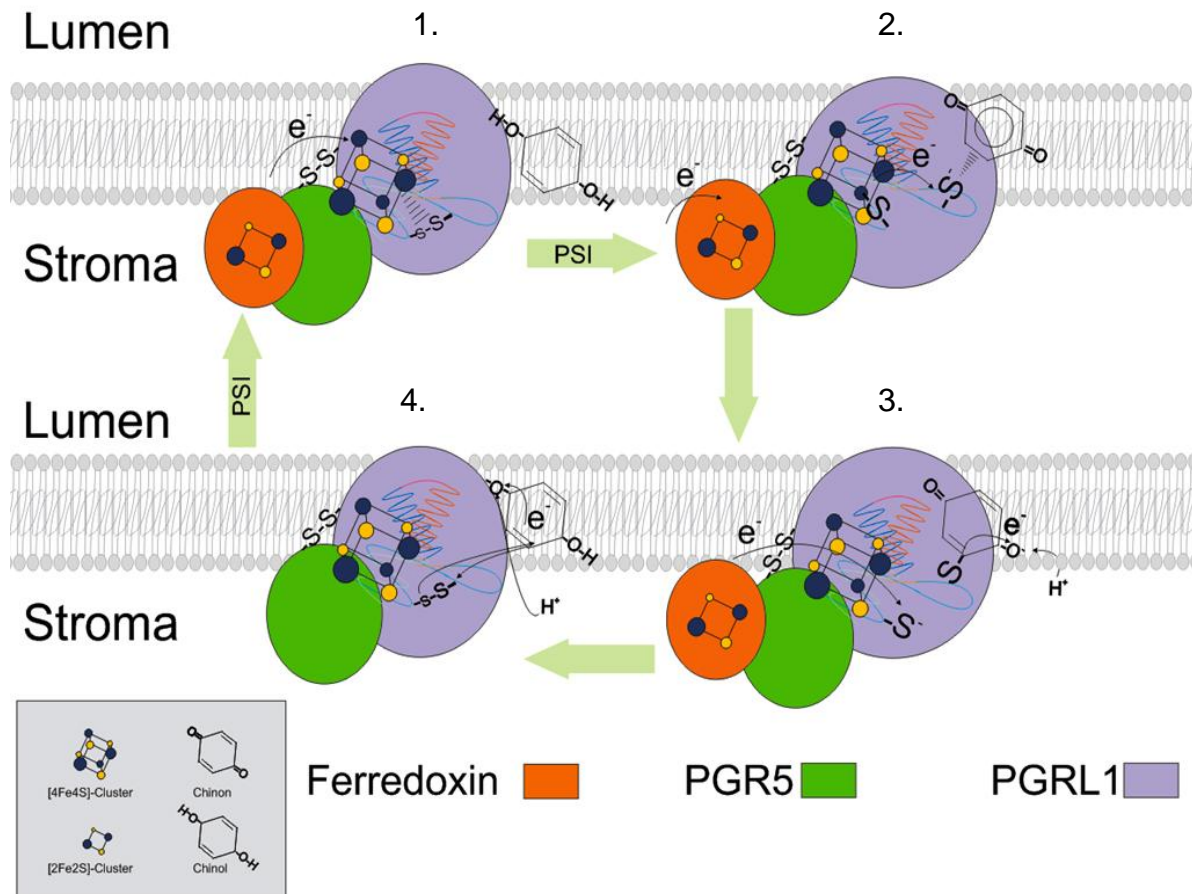 Lumen
1.
2.
H-O
O-H
e-
-S-S-
-s-S-
Stroma
PSI
O
O
e-
-S-S-
e-
-S-
S-
Lumen
PSI
4.
3.
-S-S-
-O-
e-
O-H
-s-S-
H+
Stroma
O
e-
-S-S-
e-
O-
S
H+
S-
[4Fe4S]-Cluster
O
O
Chinon
[2Fe2S]-Cluster
H-O
O-H
Chinol
Ferredoxin
PGR5
PGRL1